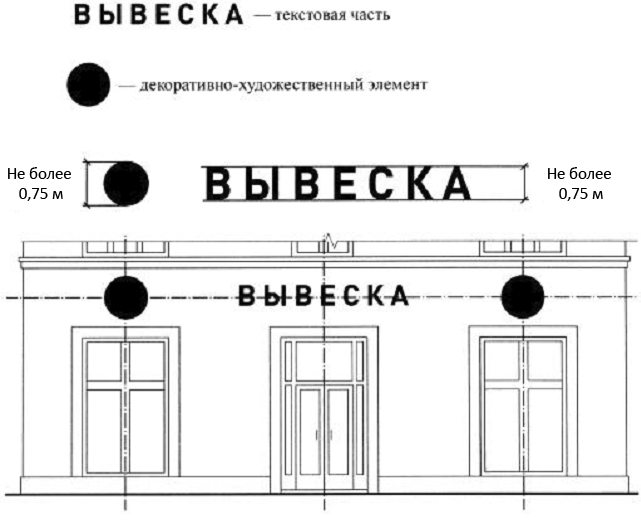 ВЫВЕСКА — текстовая часть
— декоративно-художественный элемент
Не более
0,75 м
ВЫВЕСКА
Не более
0,75 м
ВЫВЕСКА